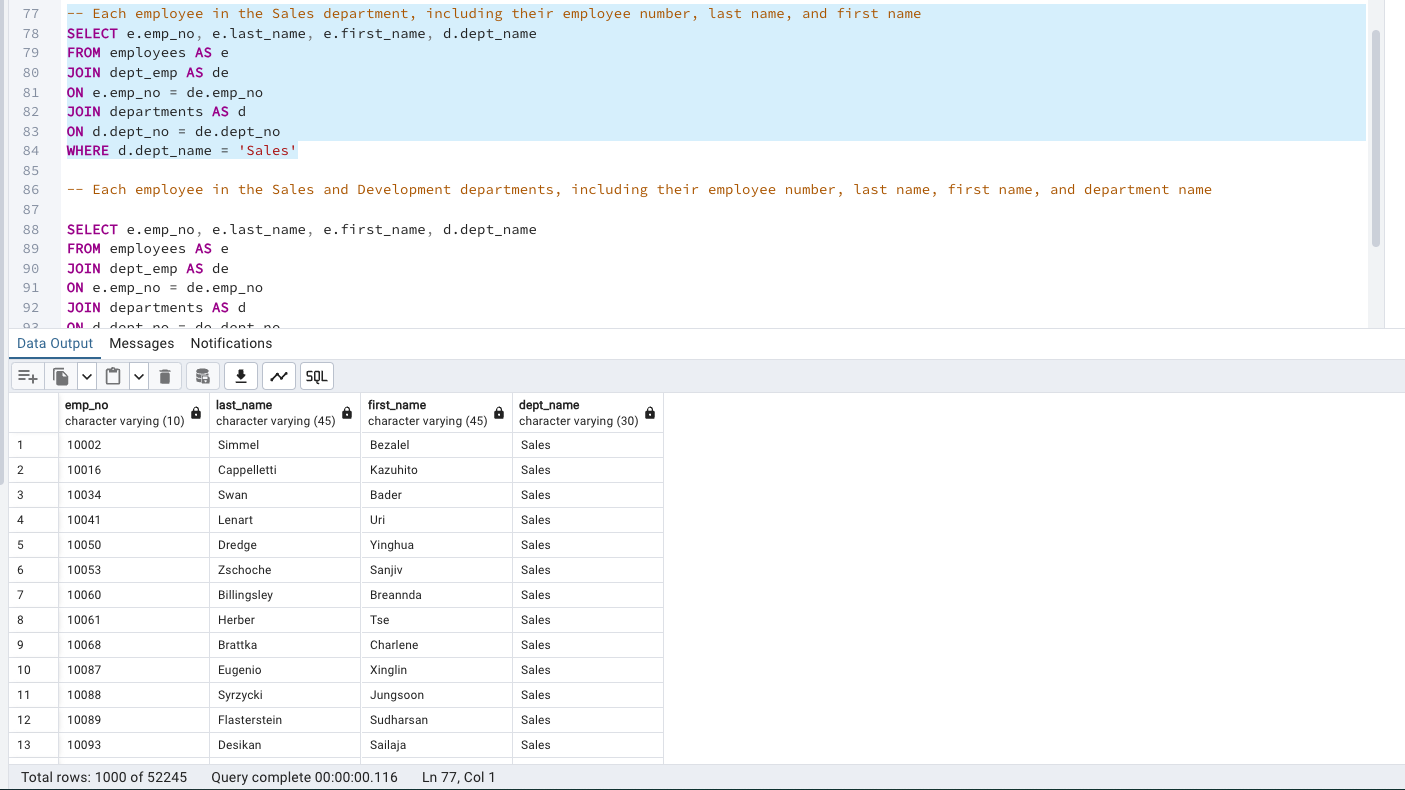 77 -- Each employee in the Sales department, including their employee number, last name, and first name
78 SELECT e.emp_no, e.last_name, e.first_name, d.dept_name
79 FROM employees AS e
80 JOIN dept_emp AS de
81 ON e.emp_no = de.emp_no
82 JOIN departments AS d
83 ON d.dept_no = de.dept_no
84 WHERE d.dept_name = 'Sales'
85
86 -- Each employee in the Sales and Development departments, including their employee number, last name, first name, and department name
87
88 SELECT e.emp_no, e.last_name, e.first_name, d.dept_name
89 FROM employees AS e
90 JOIN dept_emp AS de
91 ON e.emp_no = de.emp_no
92 JOIN departments AS d
93 ON d.dept_no = de.dept_no
Data Output Messages Notifications
SQL
emp_no last_name first_name dept_name
character varying (10) character varying (45) character varying (45) character varying (30)
1 10002 Simmel Bezalel Sales
2 10016 Cappelletti Kazuhito Sales
3 10034 Swan Bader Sales
4 10041 Lenart Uri Sales
5 10050 Dredge Yinghua Sales
6 10053 Zschoche Sanjiv Sales
7 10060 Billingsley Breannda Sales
8 10061 Herber Tse Sales
9 10068 Brattka Charlene Sales
10 10087 Eugenio Xinglin Sales
11 10088 Syrzycki Jungsoon Sales
12 10089 Flasterstein Sudharsan Sales
13 10093 Desikan Sailaja Sales
Total rows: 1000 of 52245 Query complete 00:00:00.116 Ln 77, Col 1